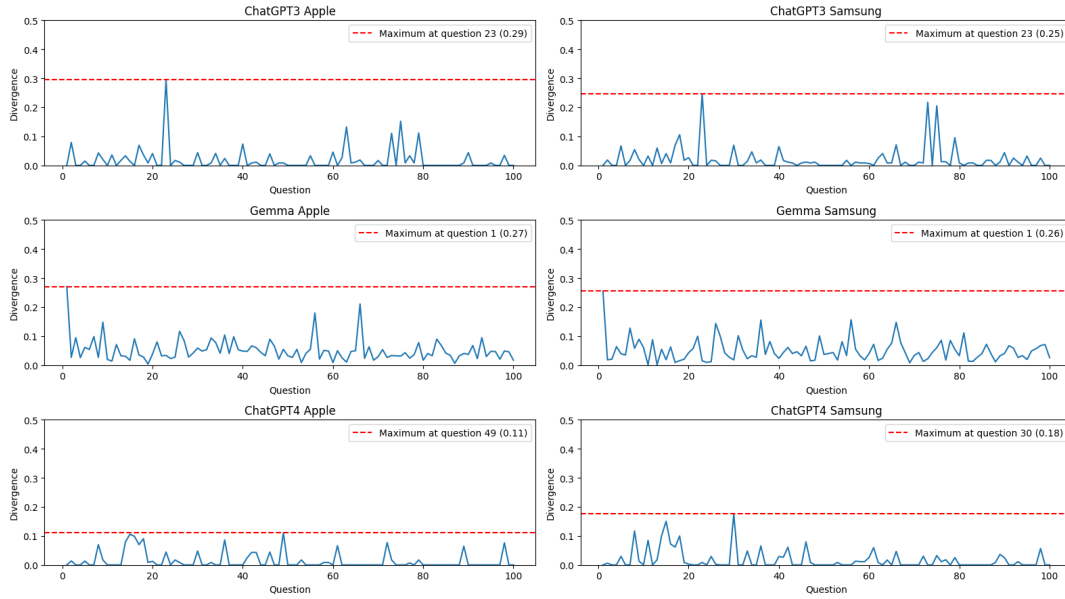 ChatGPT3 Apple
Maximum at question 23 (0.29)
Divergence
0.5
0.4
0.3
0.2
0.1
0.0
0 20 40 60 80 100
Question
ChatGPT3 Samsung
Maximum at question 23 (0.25)
Divergence
0.5
0.4
0.3
0.2
0.1
0.0
0 20 40 60 80 100
Question
Gemma Apple
Maximum at question 1 (0.27)
Divergence
0.5
0.4
0.3
0.2
0.1
0.0
0 20 40 60 80 100
Question
Gemma Samsung
Maximum at question 1 (0.26)
Divergence
0.5
0.4
0.3
0.2
0.1
0.0
0 20 40 60 80 100
Question
ChatGPT4 Apple
Maximum at question 49 (0.11)
Divergence
0.5
0.4
0.3
0.2
0.1
0.0
0 20 40 60 80 100
Question
ChatGPT4 Samsung
Maximum at question 30 (0.18)
Divergence
0.5
0.4
0.3
0.2
0.1
0.0
0 20 40 60 80 100
Question